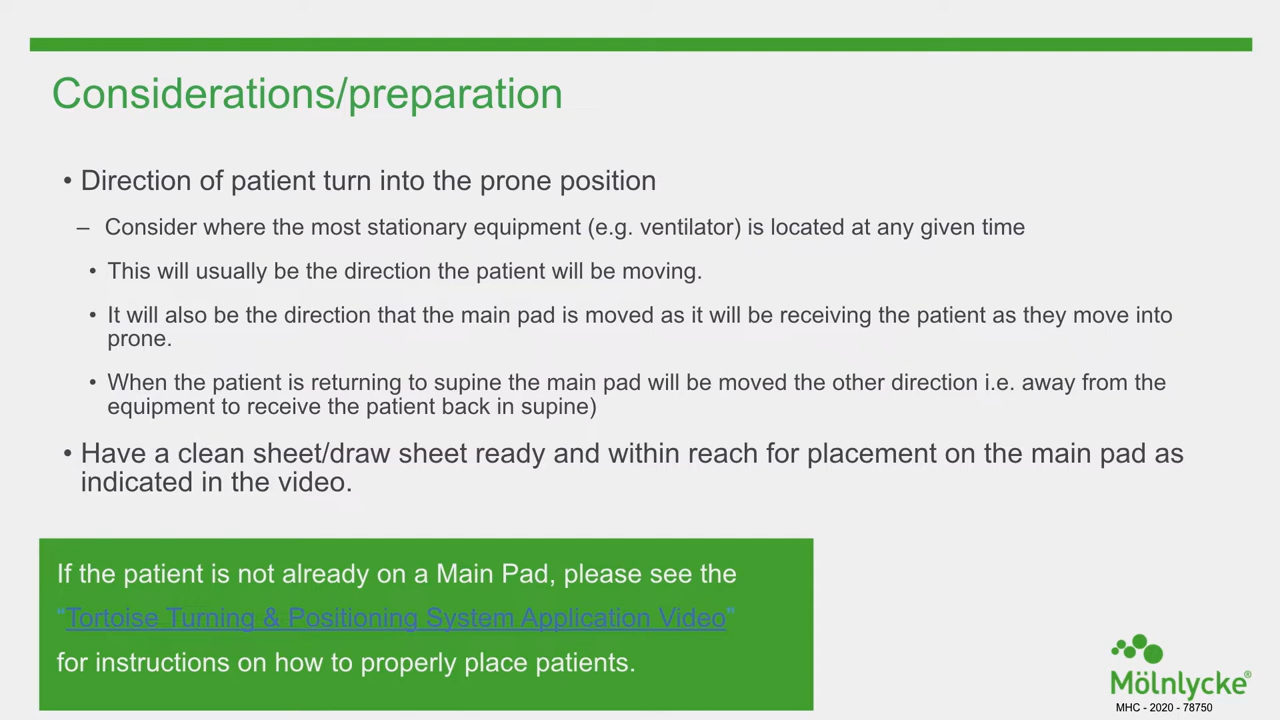 Considerations/preparation
• Direction of patient turn into the prone position
– Consider where the most stationary equipment (e.g. ventilator) is located at any given time
• This will usually be the direction the patient will be moving.
• It will also be the direction that the main pad is moved as it will be receiving the patient as they move into
prone.
• When the patient is returning to supine the main pad will be moved the other direction i.e. away from the
equipment to receive the patient back in supine)
• Have a clean sheet/draw sheet ready and within reach for placement on the main pad as
indicated in the video.
If the patient is not already on a Main Pad, please see the
“Tortoise Turning & Positioning System Application Video”
for instructions on how to properly place patients.
Mölnlycke®
MHC - 2020 - 78750